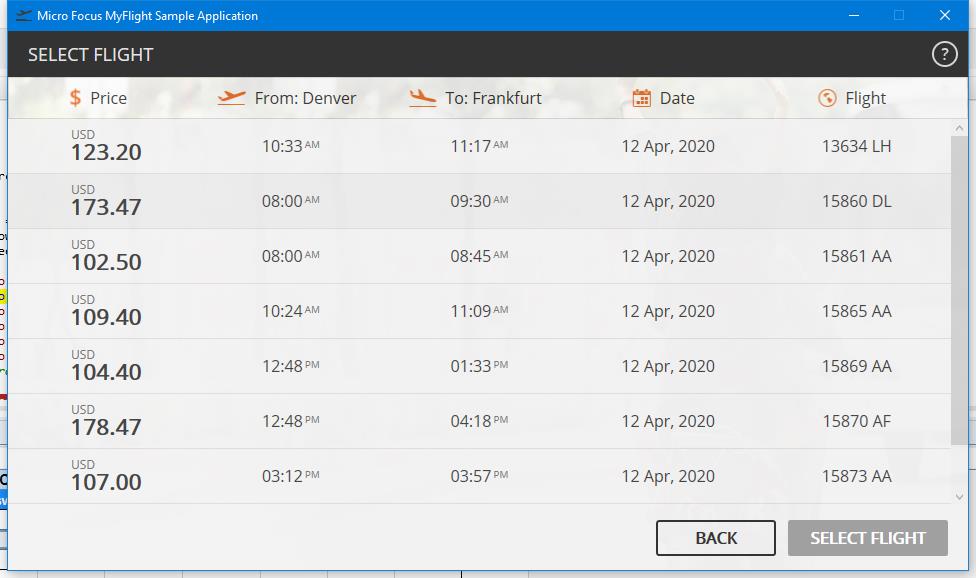 Micro Focus MyFlight Sample Application
SELECT FLIGHT ?
$ Price From: Denver To: Frankfurt Date Flight
USD
123.20 10:33 AM 11:17 AM 12 Apr, 2020 13634 LH
USD
173.47 08:00 AM 09:30 AM 12 Apr, 2020 15860 DL
USD
102.50 08:00 AM 08:45 AM 12 Apr, 2020 15861 AA
USD
109.40 10:24 AM 11:09 AM 12 Apr, 2020 15865 AA
USD
104.40 12:48 PM 01:33 PM 12 Apr, 2020 15869 AA
USD
178.47 12:48 PM 04:18 PM 12 Apr, 2020 15870 AF
USD
107.00 03:12 PM 03:57 PM 12 Apr, 2020 15873 AA
BACK SELECT FLIGHT